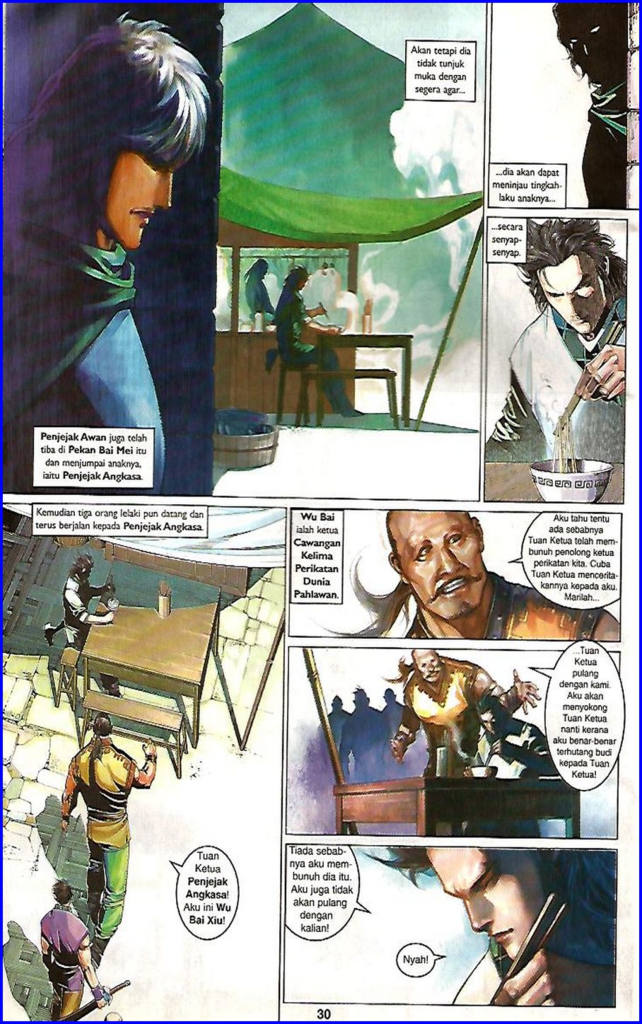 Akan tetapi dia
tidak tunjuk
muka dengan
segera agar...
...dia akan dapat
meninjau tingkah-
laku anaknya...
...secara
senyap-
senyap.
Penjejak Awan juga telah
tiba di Pekan Bai Mei itu
dan menjumpai anaknya,
iaitu Penjejak Angkasa.
Kemudian tiga orang lelaki pun datang dan
terus berjalan kepada Penjejak Angkasa.
Tuan
Ketua
Penjejak
Angkasa!
Aku ini Wu
Bai Xiu!
Wu Bai
ialah ketua
Cawangan
Kelima
Perikatan
Dunia
Pahlawan.
Aku tahu tentu
ada sebabnya
Tuan Ketua telah mem-
bunuh penolong ketua
perikatan kita. Cuba
Tuan Ketua mencerita-
kannya kepada aku.
Marilah...
...Tuan
Ketua
pulang
dengan kami.
Aku akan
menyokong
Tuan Ketua
nanti kerana
aku benar-benar
terhutang budi
kepada Tuan
Ketua!
Tiada sebab-
nya aku mem-
bunuh dia itu.
Aku juga tidak
akan pulang
dengan
kalian!
Nyah!
30